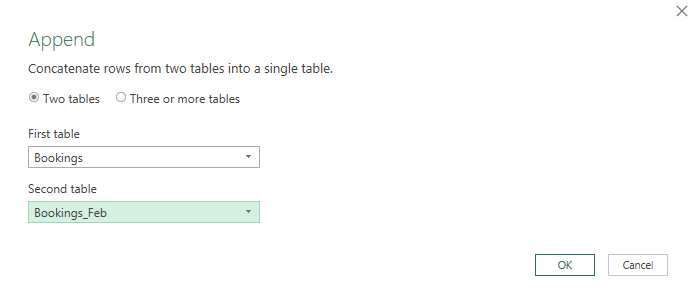 Append
Concatenate rows from two tables into a single table.
Two tables Three or more tables
First table
Bookings
Second table
Bookings_Feb
OK Cancel